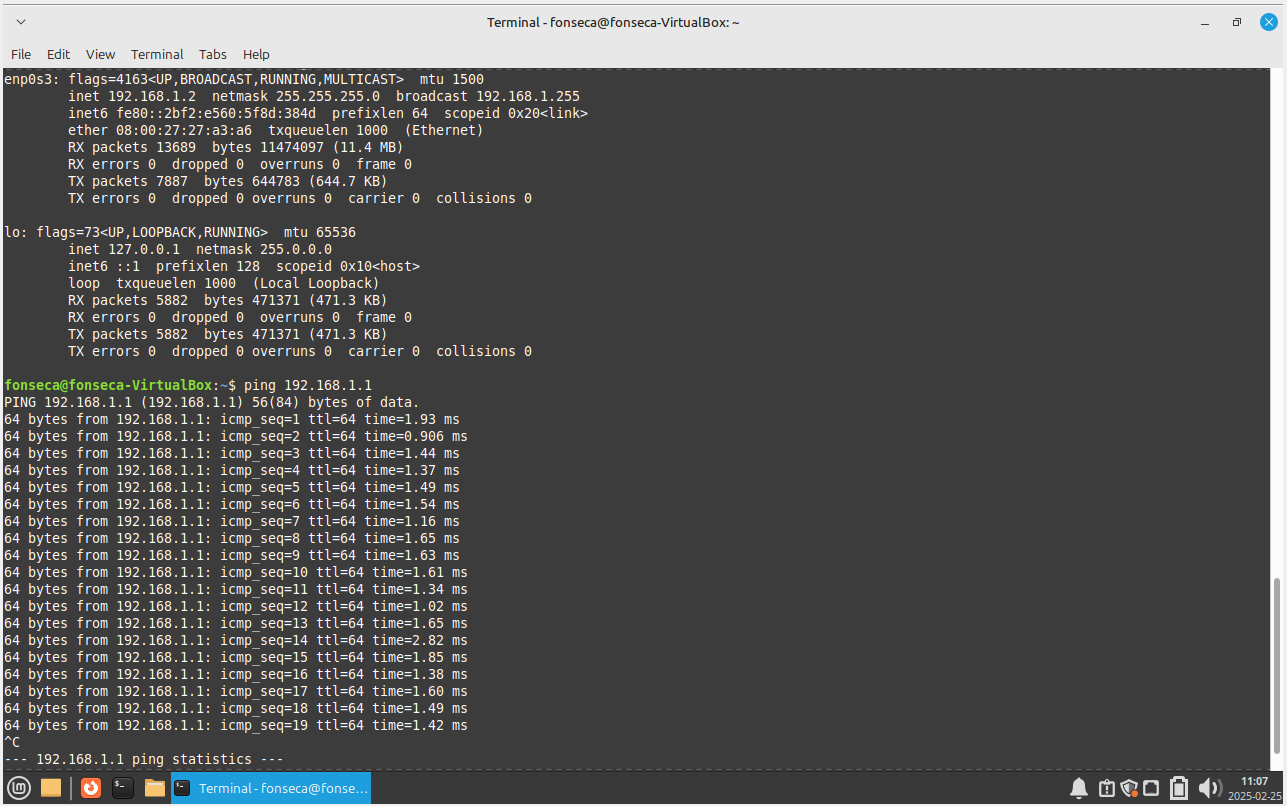 Terminal - fonseca@fonseca-VirtualBox: ~
File Edit View Terminal Tabs Help
enp0s3: flags=4163<UP,BROADCAST,RUNNING,MULTICAST>  mtu 1500
        inet 192.168.1.2  netmask 255.255.255.0  broadcast 192.168.1.255
        inet6 fe80::2bf2:e560:5f8d:384d  prefixlen 64  scopeid 0x20<link>
        ether 08:00:27:27:a3:a6  txqueuelen 1000  (Ethernet)
        RX packets 13689  bytes 11474097 (11.4 MB)
        RX errors 0  dropped 0  overruns 0  frame 0
        TX packets 7887  bytes 644783 (644.7 KB)
        TX errors 0  dropped 0 overruns 0  carrier 0  collisions 0

lo: flags=73<UP,LOOPBACK,RUNNING>  mtu 65536
        inet 127.0.0.1  netmask 255.0.0.0
        inet6 ::1  prefixlen 128  scopeid 0x10<host>
        loop  txqueuelen 1000  (Local Loopback)
        RX packets 5882  bytes 471371 (471.3 KB)
        RX errors 0  dropped 0  overruns 0  frame 0
        TX packets 5882  bytes 471371 (471.3 KB)
        TX errors 0  dropped 0 overruns 0  carrier 0  collisions 0

fonseca@fonseca-VirtualBox:~$ ping 192.168.1.1
PING 192.168.1.1 (192.168.1.1) 56(84) bytes of data.
64 bytes from 192.168.1.1: icmp_seq=1 ttl=64 time=1.93 ms
64 bytes from 192.168.1.1: icmp_seq=2 ttl=64 time=0.906 ms
64 bytes from 192.168.1.1: icmp_seq=3 ttl=64 time=1.44 ms
64 bytes from 192.168.1.1: icmp_seq=4 ttl=64 time=1.37 ms
64 bytes from 192.168.1.1: icmp_seq=5 ttl=64 time=1.49 ms
64 bytes from 192.168.1.1: icmp_seq=6 ttl=64 time=1.54 ms
64 bytes from 192.168.1.1: icmp_seq=7 ttl=64 time=1.16 ms
64 bytes from 192.168.1.1: icmp_seq=8 ttl=64 time=1.65 ms
64 bytes from 192.168.1.1: icmp_seq=9 ttl=64 time=1.63 ms
64 bytes from 192.168.1.1: icmp_seq=10 ttl=64 time=1.61 ms
64 bytes from 192.168.1.1: icmp_seq=11 ttl=64 time=1.34 ms
64 bytes from 192.168.1.1: icmp_seq=12 ttl=64 time=1.02 ms
64 bytes from 192.168.1.1: icmp_seq=13 ttl=64 time=1.65 ms
64 bytes from 192.168.1.1: icmp_seq=14 ttl=64 time=2.82 ms
64 bytes from 192.168.1.1: icmp_seq=15 ttl=64 time=1.85 ms
64 bytes from 192.168.1.1: icmp_seq=16 ttl=64 time=1.38 ms
64 bytes from 192.168.1.1: icmp_seq=17 ttl=64 time=1.60 ms
64 bytes from 192.168.1.1: icmp_seq=18 ttl=64 time=1.49 ms
64 bytes from 192.168.1.1: icmp_seq=19 ttl=64 time=1.42 ms
^C
--- 192.168.1.1 ping statistics ---
Terminal - fonseca@fonse...
11:07
2025-02-25